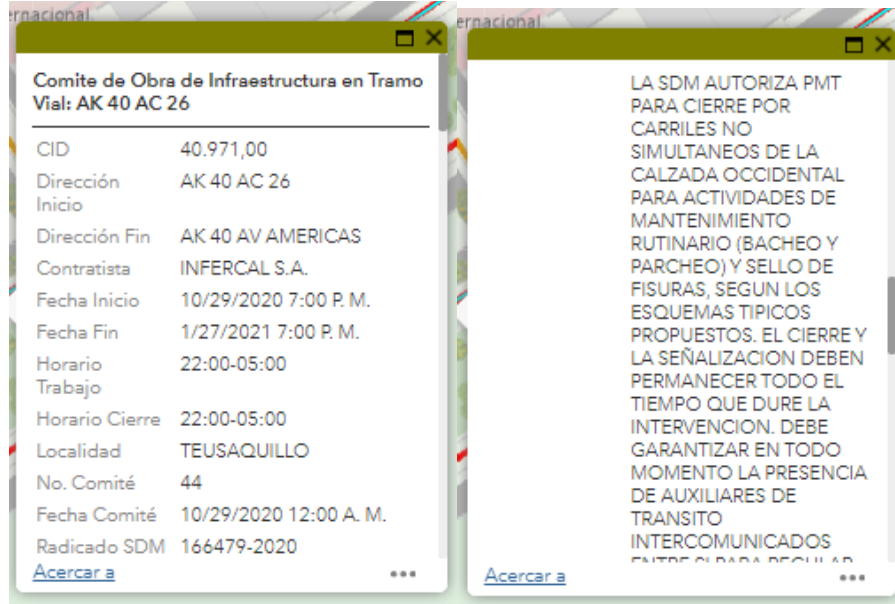 ernacional.
Comite de Obra de Infraestructura en Tramo
Vial: AK 40 AC 26
CID 40.971,00
Dirección Inicio AK 40 AC 26
Dirección Fin AK 40 AV AMERICAS
Contratista INFERCAL S.A.
Fecha Inicio 10/29/2020 7:00 P. M.
Fecha Fin 1/27/2021 7:00 P. M.
Horario Trabajo 22:00-05:00
Horario Cierre 22:00-05:00
Localidad TEUSAQUILLO
No. Comité 44
Fecha Comité 10/29/2020 12:00 A. M.
Radicado SDM 166479-2020
Acercar a
ernacional.
LA SDM AUTORIZA PMT
PARA CIERRE POR
CARRILES NO
SIMULTANEOS DE LA
CALZADA OCCIDENTAL
PARA ACTIVIDADES DE
MANTENIMIENTO
RUTINARIO (BACHEO Y
PARCHEO) Y SELLO DE
FISURAS, SEGUN LOS
ESQUEMAS TIPICOS
PROPUESTOS. EL CIERRE Y
LA SEÑALIZACION DEBEN
PERMANECER TODO EL
TIEMPO QUE DURE LA
INTERVENCION. DEBE
GARANTIZAR EN TODO
MOMENTO LA PRESENCIA
DE AUXILIARES DE
TRANSITO
INTERCOMUNICADOS
ENTRE SI PARA REGULAR
Acercar a